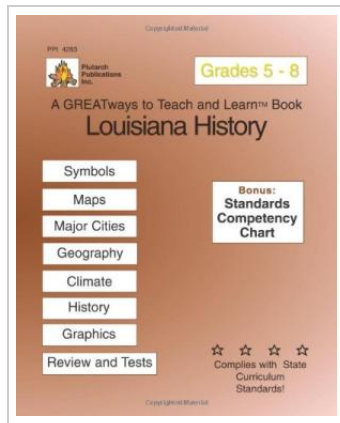 Copyrighted Material
PPI 4265
Plutarch
Publications
Inc.
Grades 5 - 8
A GREATways to Teach and Learn™ Book
Louisiana History
Symbols
Maps
Major Cities
Geography
Climate
History
Graphics
Review and Tests
Bonus:
Standards
Competency
Chart
Complies with State
Curriculum
Standards!
Copyrighted Material